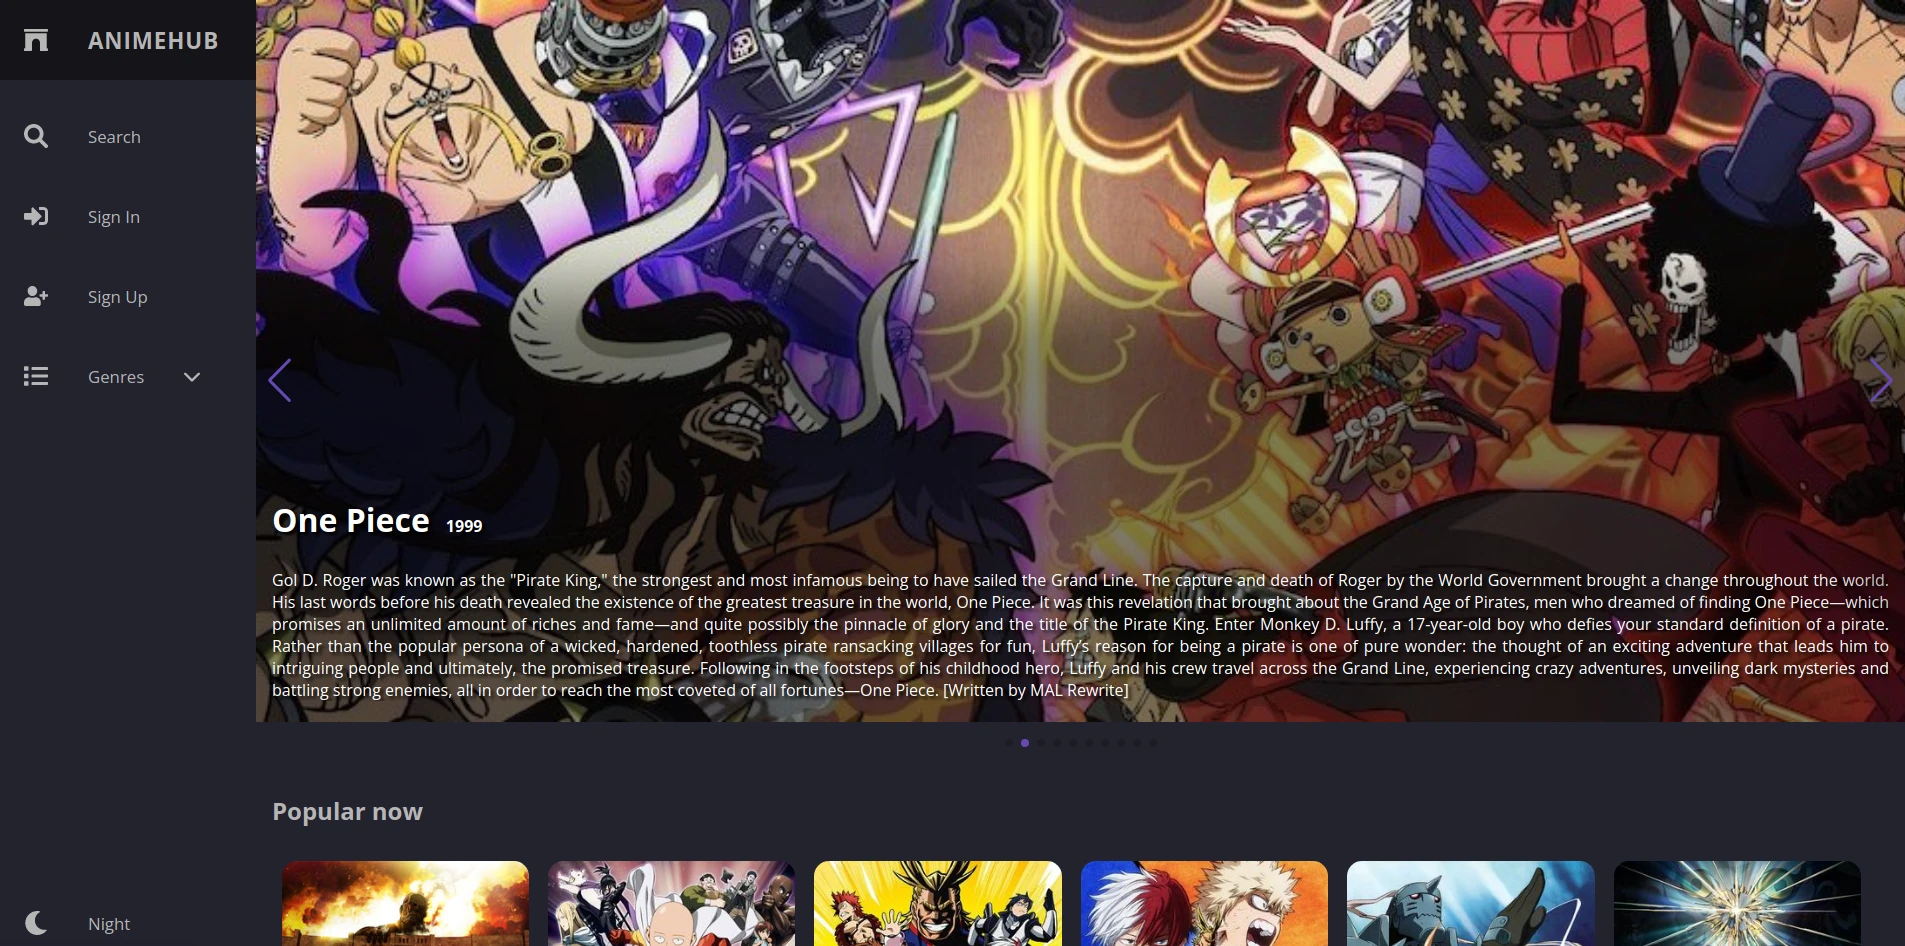 ANIMEHUB
Search
Sign In
Sign Up
Genres
Night
One Piece 1999
Gol D. Roger was known as the "Pirate King," the strongest and most infamous being to have sailed the Grand Line. The capture and death of Roger by the World Government brought a change throughout the world.
His last words before his death revealed the existence of the greatest treasure in the world, One Piece. It was this revelation that brought about the Grand Age of Pirates, men who dreamed of finding One Piece—which
promises an unlimited amount of riches and fame—and quite possibly the pinnacle of glory and the title of the Pirate King. Enter Monkey D. Luffy, a 17-year-old boy who defies your standard definition of a pirate.
Rather than the popular persona of a wicked, hardened, toothless pirate ransacking villages for fun, Luffy's reason for being a pirate is one of pure wonder: the thought of an exciting adventure that leads him to
intriguing people and ultimately, the promised treasure. Following in the footsteps of his childhood hero, Luffy and his crew travel across the Grand Line, experiencing crazy adventures, unveiling dark mysteries and
battling strong enemies, all in order to reach the most coveted of all fortunes—One Piece. [Written by MAL Rewrite]
Popular now